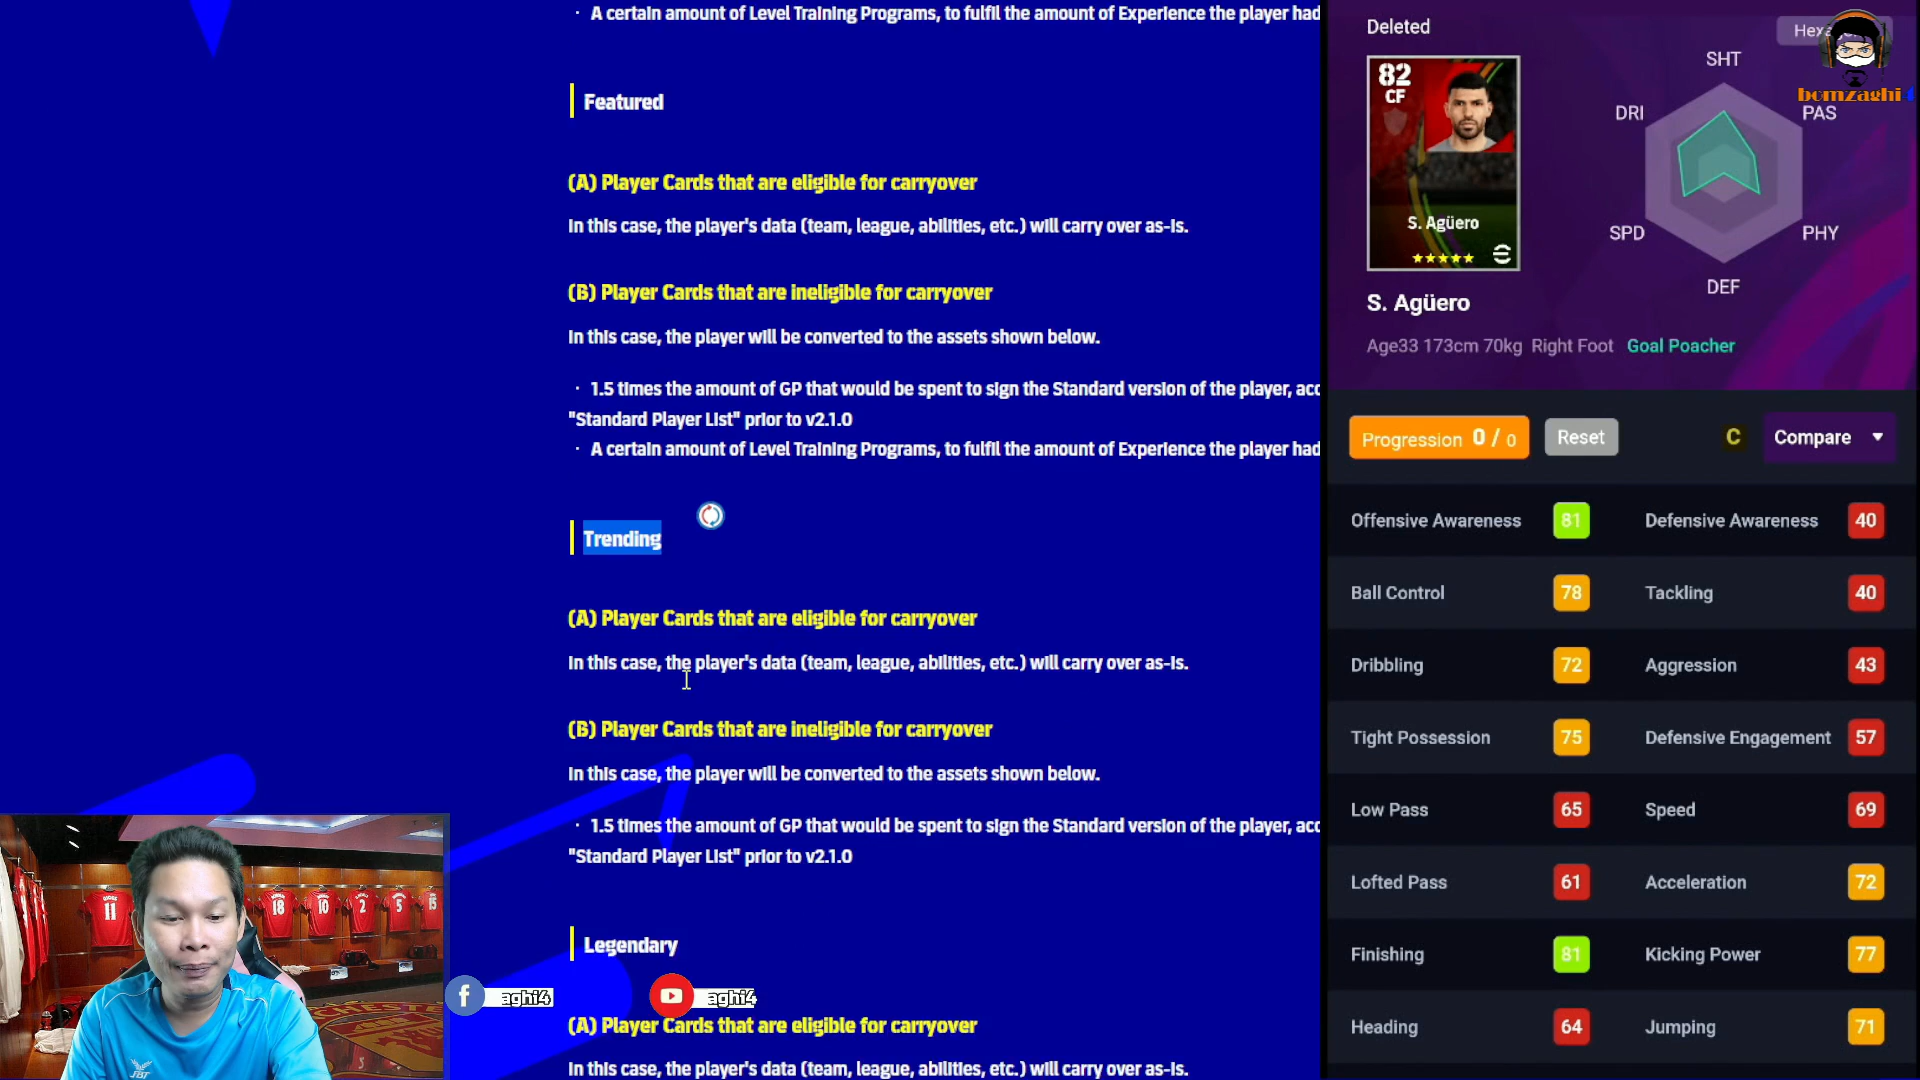 · A certain amount of Level Training Programs, to fulfil the amount of Experience the player had
Featured
(A) Player Cards that are eligible for carryover
In this case, the player's data (team, league, abilities, etc.) will carry over as-is.
(B) Player Cards that are ineligible for carryover
In this case, the player will be converted to the assets shown below.
· 1.5 times the amount of GP that would be spent to sign the Standard version of the player, acc
"Standard Player List" prior to v2.1.0
· A certain amount of Level Training Programs, to fulfil the amount of Experience the player had
Trending
(A) Player Cards that are eligible for carryover
In this case, the player's data (team, league, abilities, etc.) will carry over as-is.
(B) Player Cards that are ineligible for carryover
In this case, the player will be converted to the assets shown below.
· 1.5 times the amount of GP that would be spent to sign the Standard version of the player, acc
"Standard Player List" prior to v2.1.0
Legendary
(A) Player Cards that are eligible for carryover
In this case, the player's data (team, league, abilities, etc.) will carry over as-is.
aghi4
aghi4
11
18
10
2
5
15
Deleted
bomzaghi4
82
CF
S. Agüero
SHT
DRI
PAS
SPD
PHY
DEF
S. Agüero
Age33 173cm 70kg Right Foot Goal Poacher
Progression 0 / 0
Reset
C
Compare
Offensive Awareness 81 Defensive Awareness 40
Ball Control 78 Tackling 40
Dribbling 72 Aggression 43
Tight Possession 75 Defensive Engagement 57
Low Pass 65 Speed 69
Lofted Pass 61 Acceleration 72
Finishing 81 Kicking Power 77
Heading 64 Jumping 71